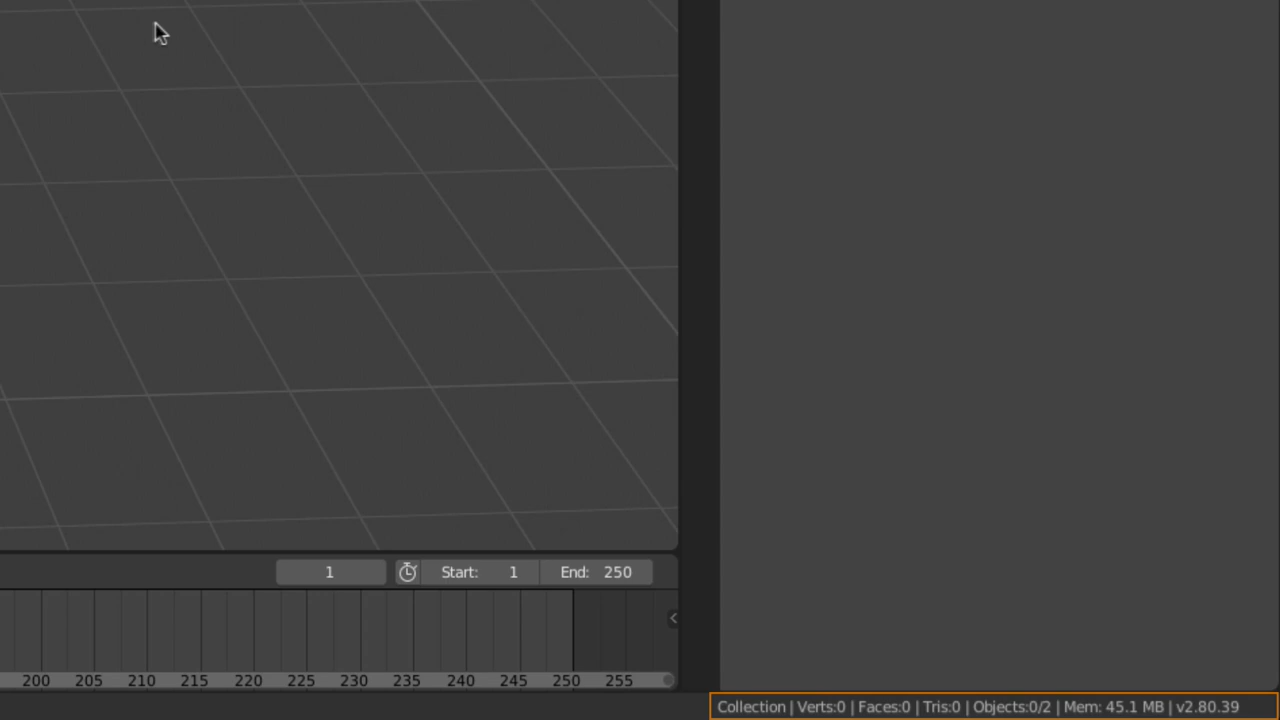 1 Start: 1 End: 250
200 205 210 215 220 225 230 235 240 245 250 255
Collection | Verts:0 | Faces:0 | Tris:0 | Objects:0/2 | Mem: 45.1 MB | v2.80.39